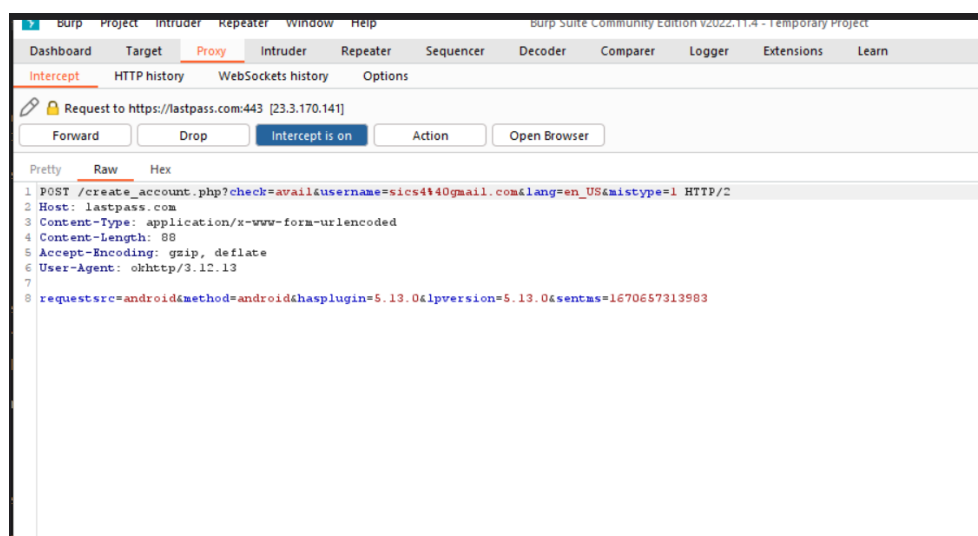 Burp Project Intruder Repeater Window Help Burp Suite Community Edition v2022.11.4 - Temporary Project
Dashboard Target Proxy Intruder Repeater Sequencer Decoder Comparer Logger Extensions Learn
Intercept HTTP history WebSockets history Options
Request to https://lastpass.com:443 [23.3.170.141]
Forward Drop Intercept is on Action Open Browser
Pretty Raw Hex
1 POST /create_account.php?check=avail&username=sics4%40gmail.com&lang=en_US&mistype=1 HTTP/2
2 Host: lastpass.com
3 Content-Type: application/x-www-form-urlencoded
4 Content-Length: 88
5 Accept-Encoding: gzip, deflate
6 User-Agent: okhttp/3.12.13
7
8 requestsrc=android&method=android&hasplugin=5.13.0&lpversion=5.13.0&sentms=1670657313983